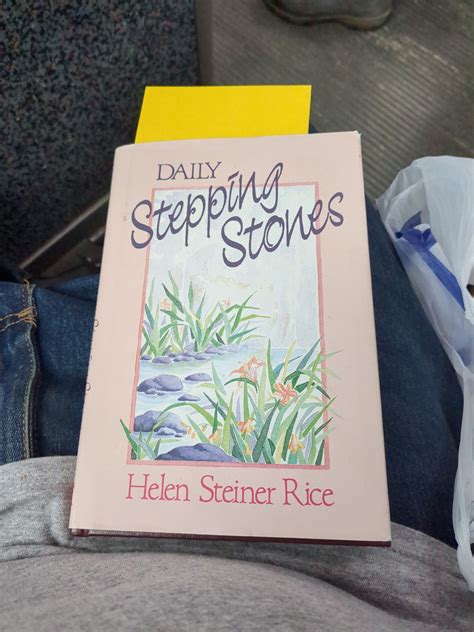 DAILY
Stepping
Stones
Helen Steiner Rice